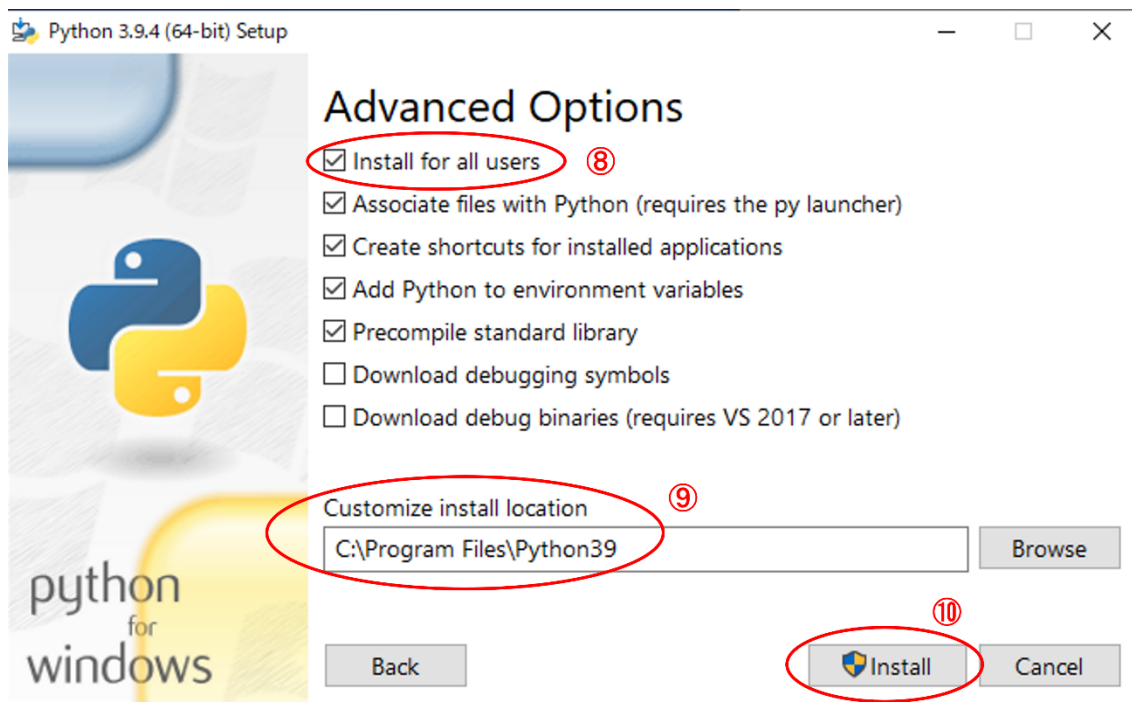 Python 3.9.4 (64-bit) Setup
Advanced Options
Install for all users ⑧
Associate files with Python (requires the py launcher)
Create shortcuts for installed applications
Add Python to environment variables
Precompile standard library
Download debugging symbols
Download debug binaries (requires VS 2017 or later)
Customize install location ⑨
C:\Program Files\Python39 Browse
python
for
windows
⑩
Back Install Cancel